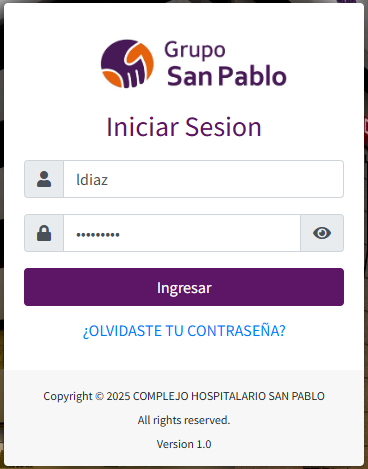 Grupo
San Pablo
Iniciar Sesion
ldiaz
•••••••••
Ingresar
¿OLVIDASTE TU CONTRASEÑA?
Copyright © 2025 COMPLEJO HOSPITALARIO SAN PABLO
All rights reserved.
Version 1.0